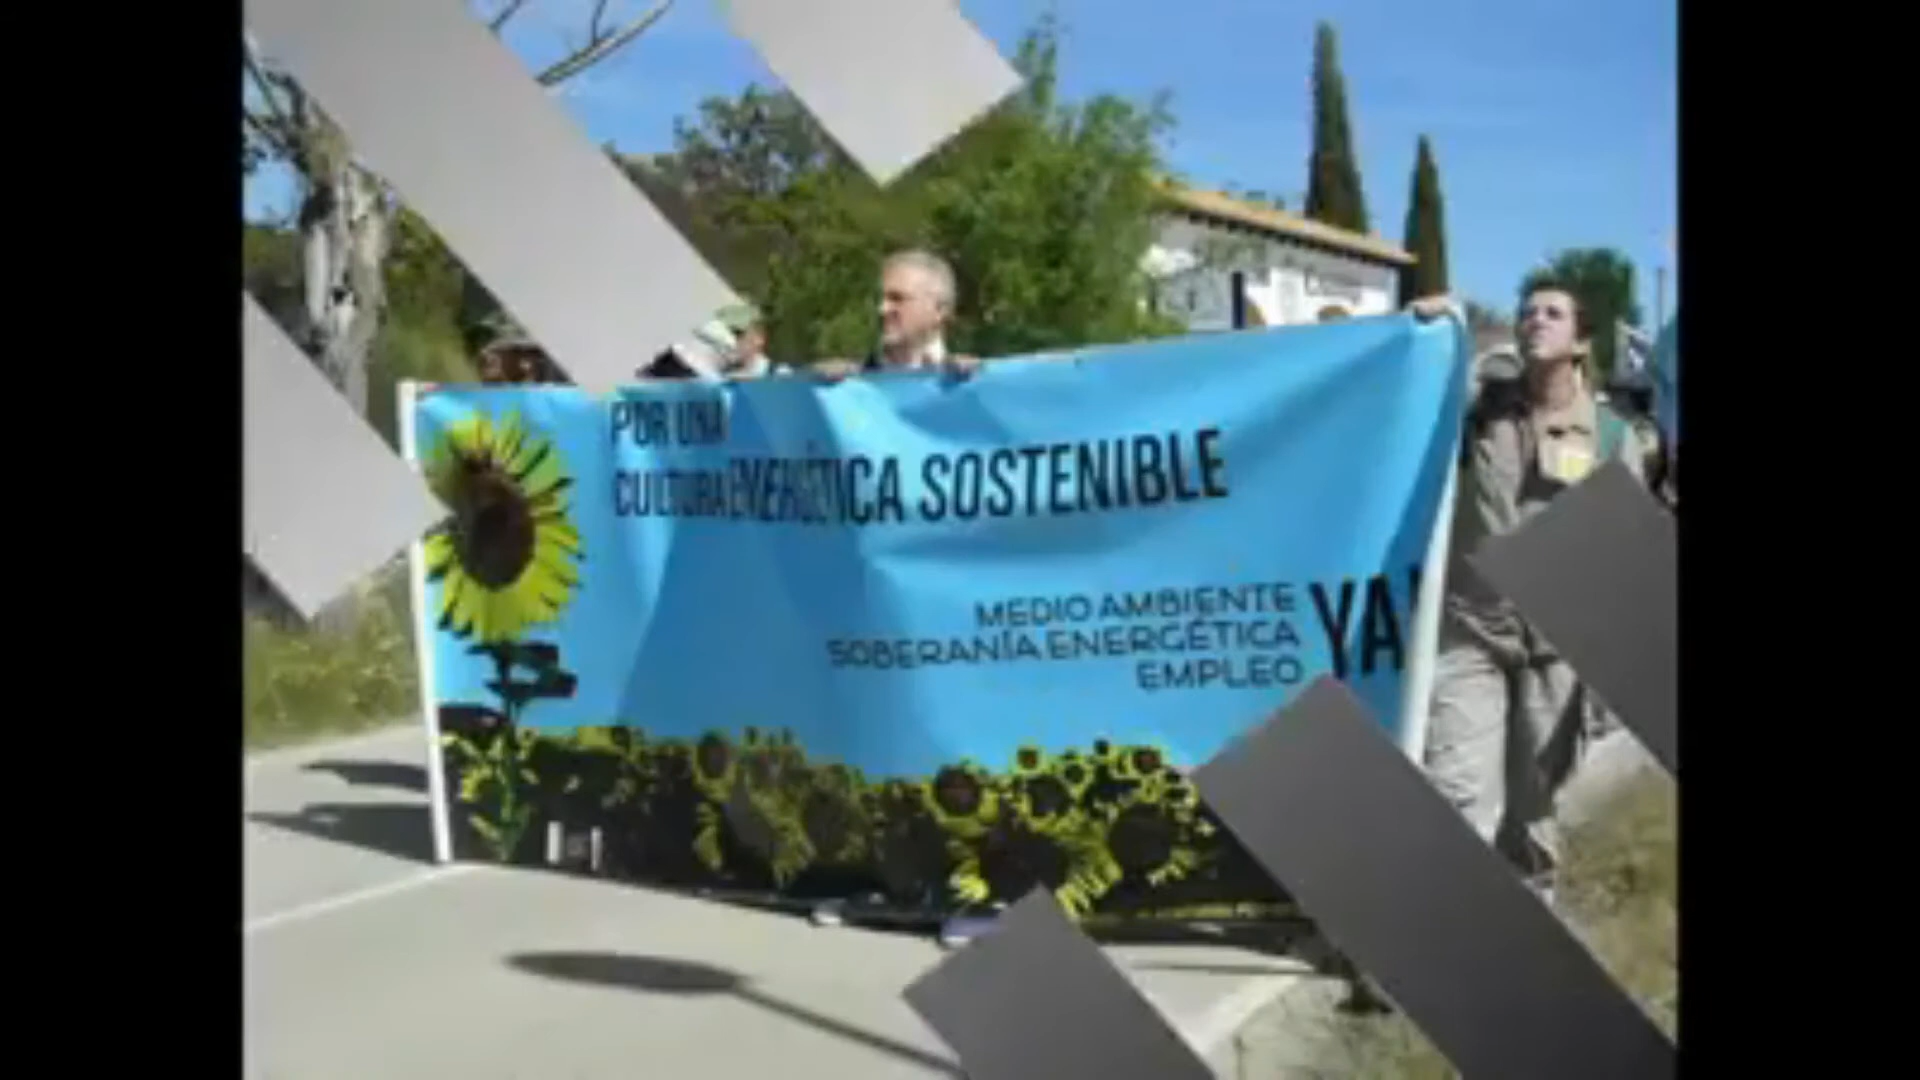 POR UNA
CULTURA ENERGÉTICA SOSTENIBLE
MEDIO AMBIENTE
SOBERANÍA ENERGÉTICA
EMPLEO
YA!